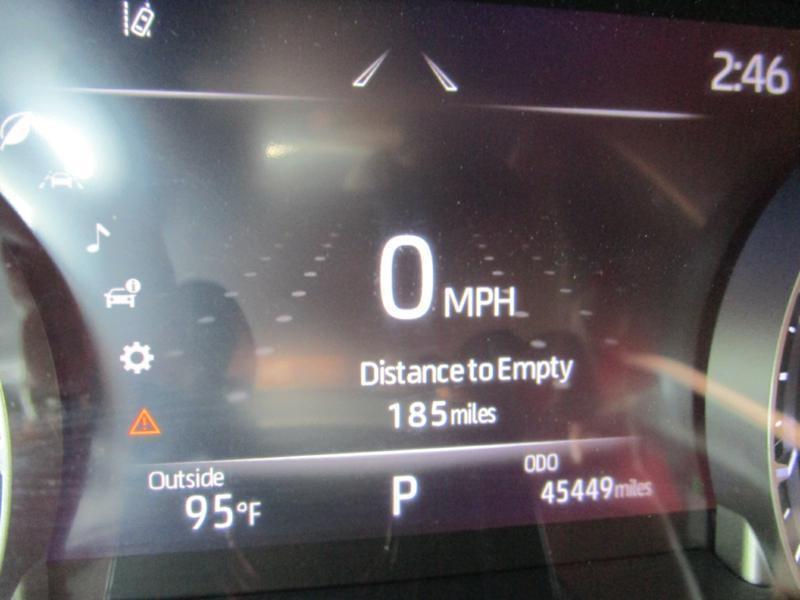 2:46
0 MPH
Distance to Empty
185 miles
Outside
95°F
P
ODO
45449 miles